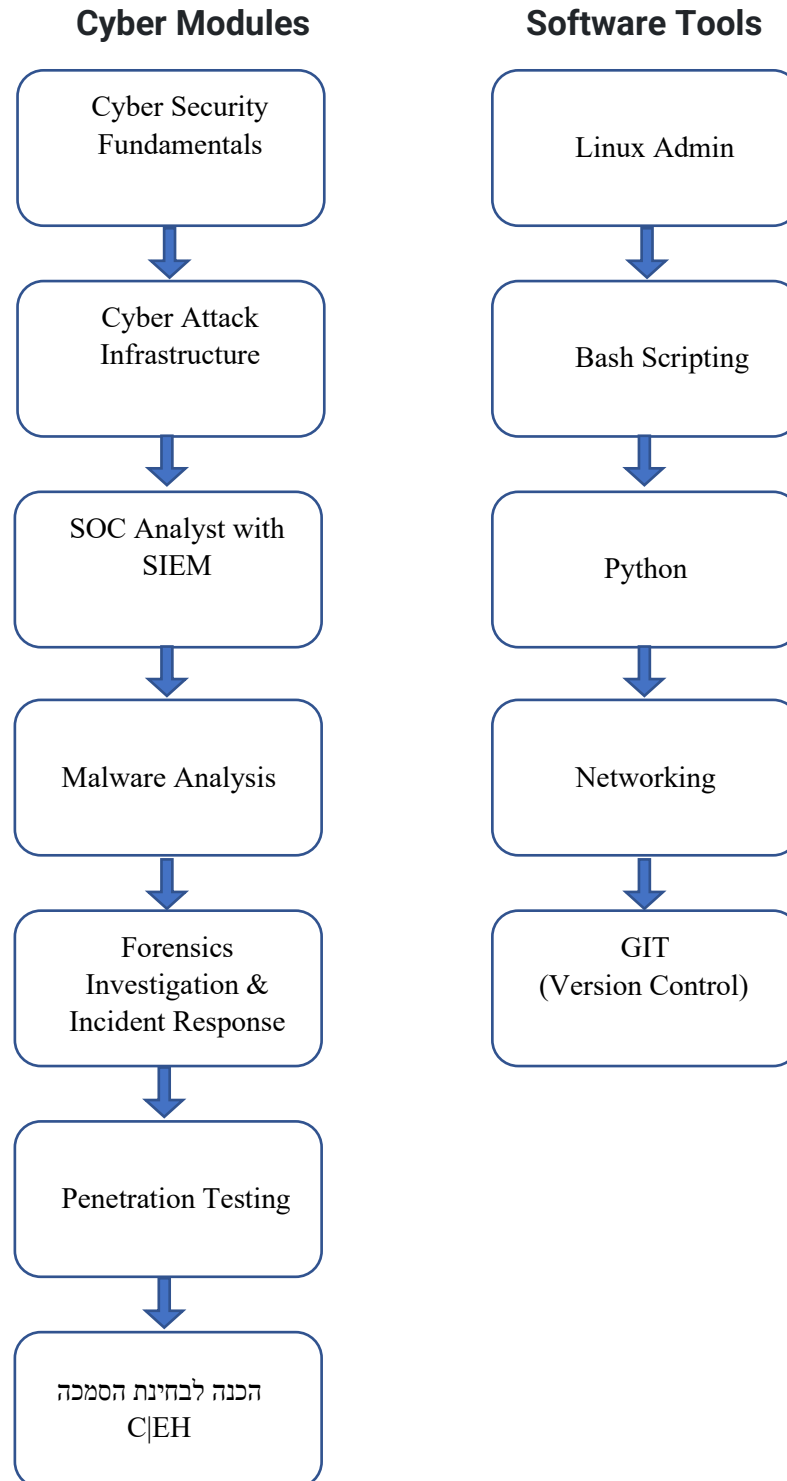 Cyber Modules
Cyber Security
Fundamentals
Cyber Attack
Infrastructure
SOC Analyst with
SIEM
Malware Analysis
Forensics
Investigation &
Incident Response
Penetration Testing
הכנה לבחינת הסמכה
C|EH
Software Tools
Linux Admin
Bash Scripting
Python
Networking
GIT
(Version Control)